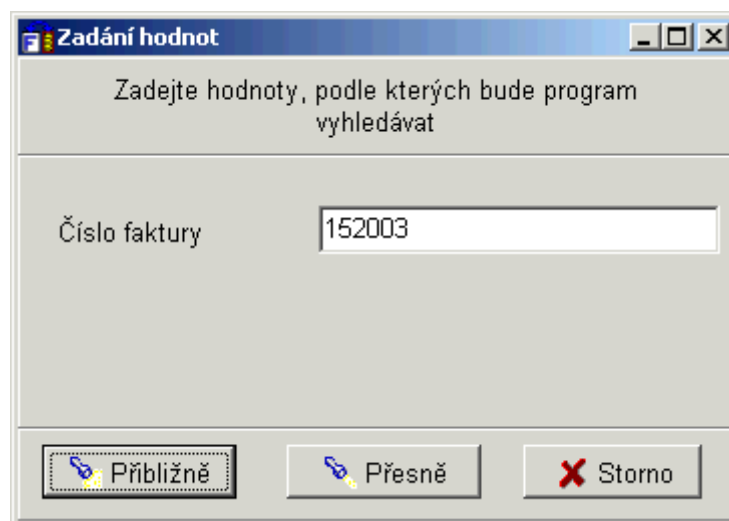 Zadání hodnot
Zadejte hodnoty, podle kterých bude program
vyhledávat
Číslo faktury
152003
Přibližně
Přesně
Storno